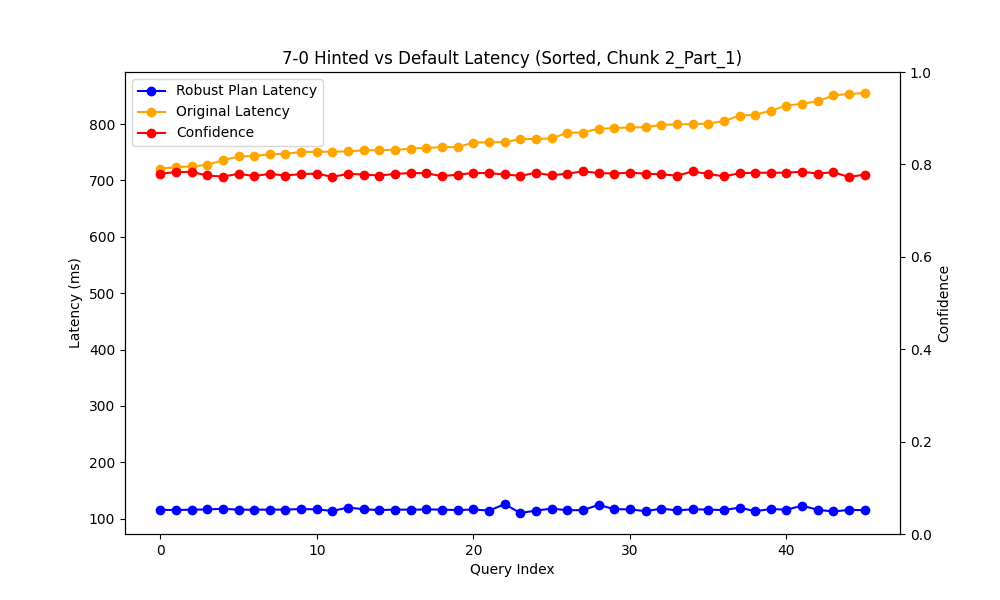 7-0 Hinted vs Default Latency (Sorted, Chunk 2_Part_1)
Robust Plan Latency
Original Latency
Confidence
Latency (ms)
800
700
600
500
400
300
200
100
1.0
0.8
0.6
0.4
0.2
0.0
Confidence
0 10 20 30 40
Query Index